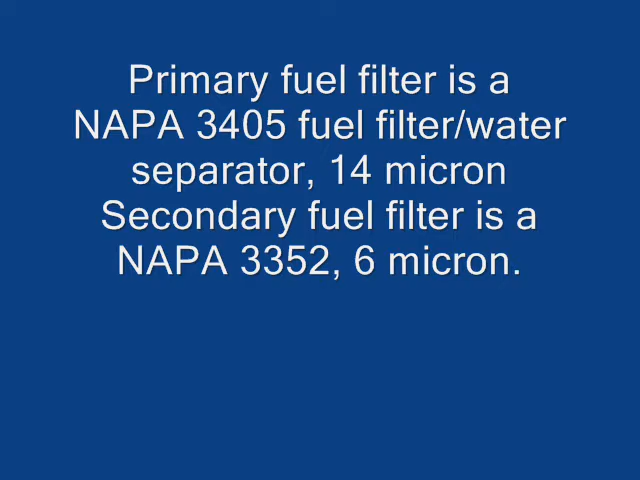 Primary fuel filter is a
NAPA 3405 fuel filter/water
separator, 14 micron
Secondary fuel filter is a
NAPA 3352, 6 micron.